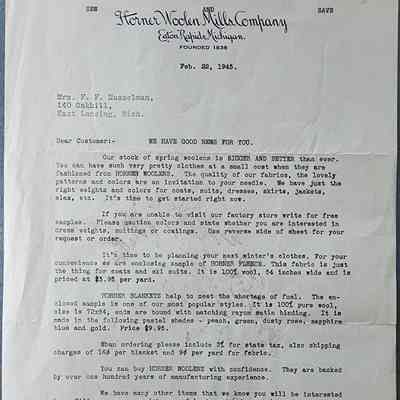 SEW AND SAVE
Horner Woolen Mills Company
Eaton Rapids, Michigan.
FOUNDED 1836
Feb. 22, 1945.
Mrs. F. F. Musselman,
140 Oakhill,
East Lansing, Mich.
Dear Customer:- WE HAVE GOOD NEWS FOR YOU.
Our stock of spring woolens is BIGGER AND BETTER than ever.
You can have such very pretty clothes at a small cost when they are
fashioned from HORNER WOOLENS. The quality of our fabrics, the lovely
patterns and colors are an invitation to your needle. We have just the
right weights and colors for coats, suits, dresses, skirts, jackets,
slax, etc. It's time to get started right now.
If you are unable to visit our factory store write for free
samples. Please mention colors and state whether you are interested in
dress weights, suitings or coatings. Use reverse side of sheet for your
request or order.
It's time to be planning your next winter's clothes. For your
convenience we are enclosing sample of HORNER FLEECE. This fabric is just
the thing for coats and ski suits. It is 100% wool, 54 inches wide and is
priced at $3.95 per yard.
HORNER BLANKETS help to meet the shortage of fuel. The en-
closed sample is one of our most popular styles. It is 100% pure wool,
size is 72x84, ends are bound with matching rayon satin binding. It is
made in the following pastel shades - peach, green, dusty rose, sapphire
blue and gold. Price $9.95.
When ordering please include 3% for state tax, also shipping
charges of 16¢ per blanket and 9¢ per yard for fabric.
You can buy HORNER WOOLENS with confidence. They are backed
by over one hundred years of manufacturing experience.
We have many other items that we know you will be interested